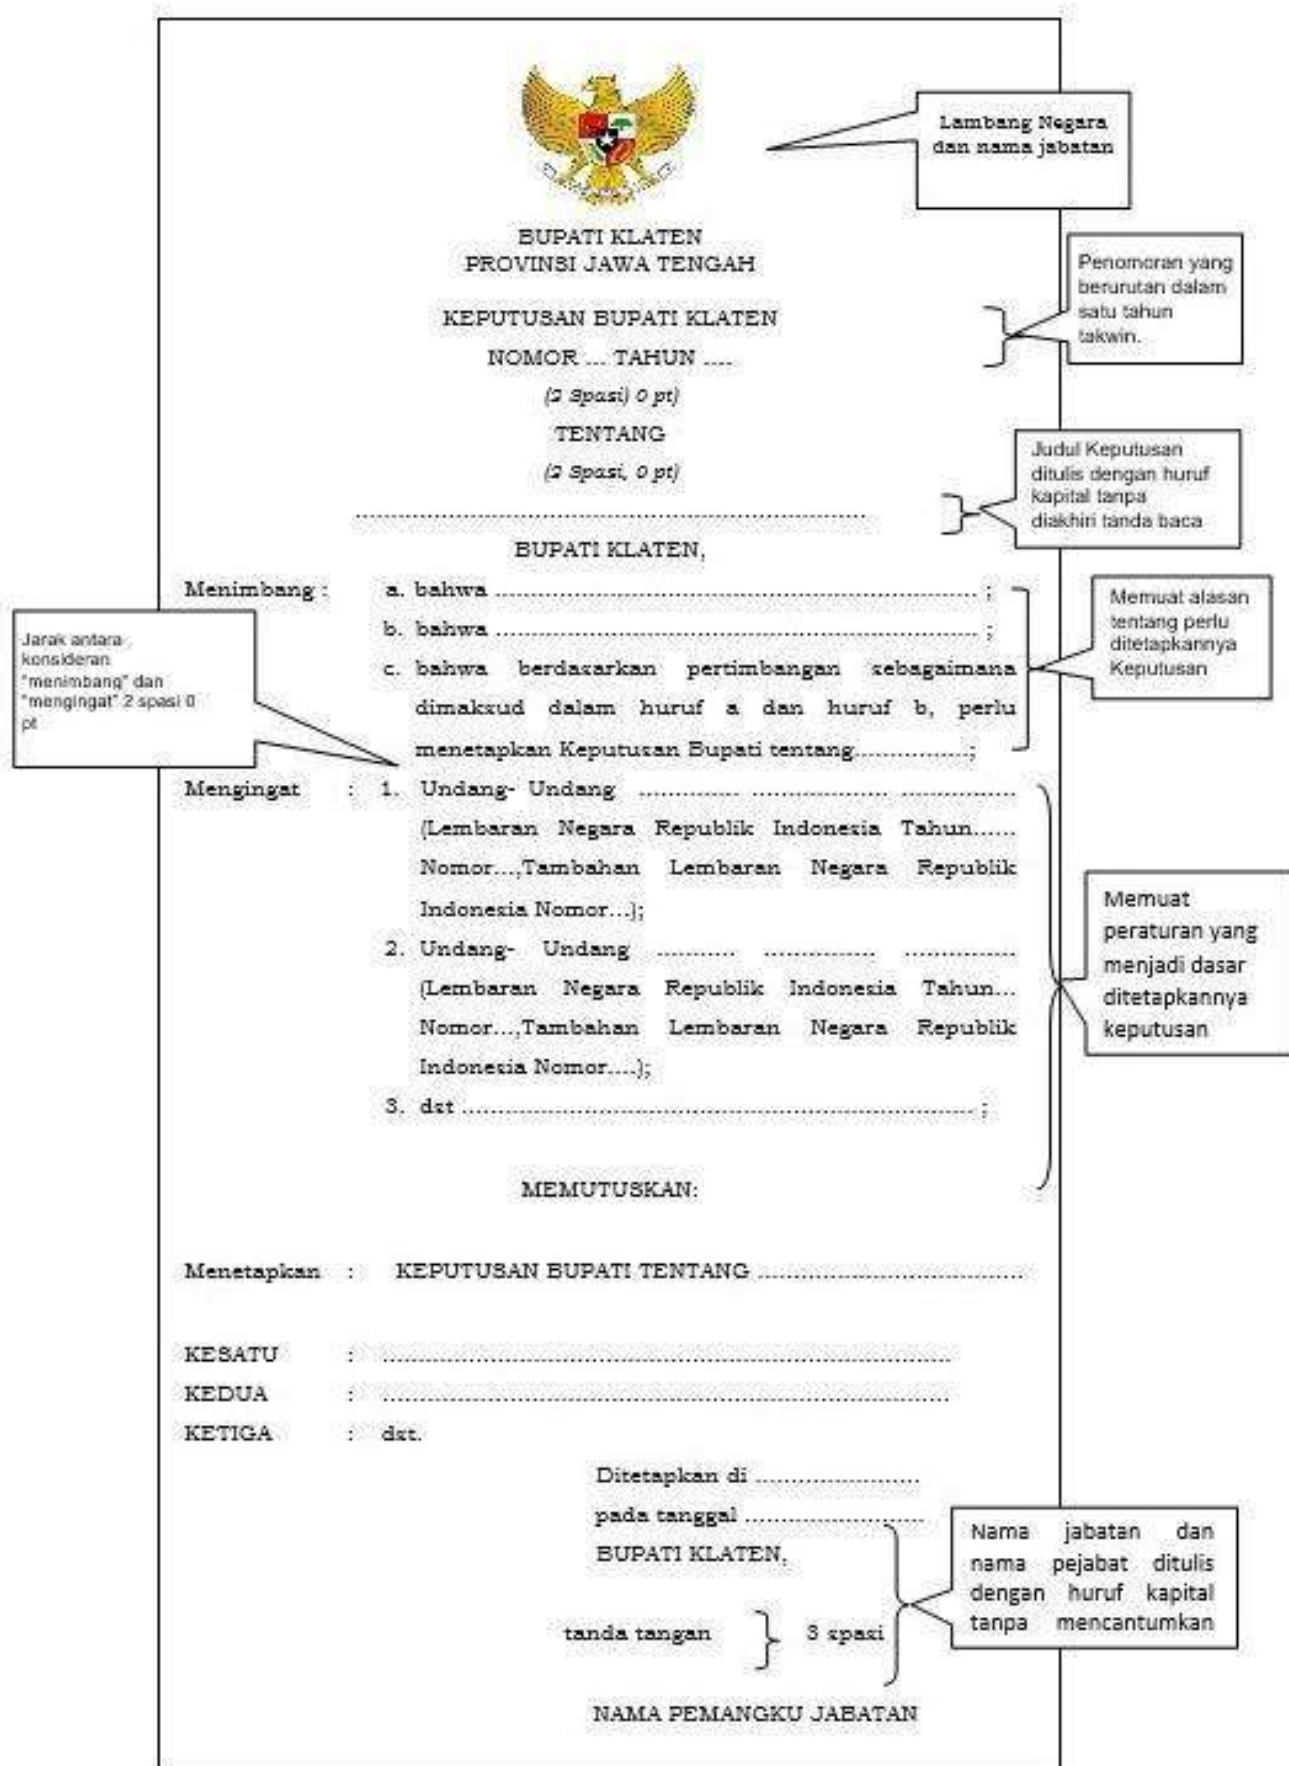 Lambang Negara
dan nama jabatan
BUPATI KLATEN
PROVINSI JAWA TENGAH
Penomoran yang
berurutan dalam
satu tahun
takwin.
KEPUTUSAN BUPATI KLATEN
NOMOR ... TAHUN ....
(2 Spasi) 0 pt)
TENTANG
(2 Spasi, 0 pt)
Judul Keputusan
ditulis dengan huruf
kapital tanpa
diakhiri tanda baca
................................................................
BUPATI KLATEN,
Menimbang : a. bahwa ............................................................ ;
b. bahwa ............................................................ ;
c. bahwa berdasarkan pertimbangan sebagaimana
dimaksud dalam huruf a dan huruf b, perlu
menetapkan Keputusan Bupati tentang...............;
Memuat alasan
tentang perlu
ditetapkannya
Keputusan
Jarak antara
konsideran
"menimbang" dan
"mengingat" 2 spasi 0
pt
Mengingat : 1. Undang- Undang ............. .................. ...............
(Lembaran Negara Republik Indonesia Tahun......
Nomor...,Tambahan Lembaran Negara Republik
Indonesia Nomor...);
2. Undang- Undang .......... .............. ...............
(Lembaran Negara Republik Indonesia Tahun...
Nomor...,Tambahan Lembaran Negara Republik
Indonesia Nomor....);
3. dst ................................................................ ;
Memuat
peraturan yang
menjadi dasar
ditetapkannya
keputusan
MEMUTUSKAN:
Menetapkan : KEPUTUSAN BUPATI TENTANG ..................................
KESATU : ........................................................................
KEDUA : ........................................................................
KETIGA : dst.
Ditetapkan di ......................
pada tanggal ........................
BUPATI KLATEN,
tanda tangan 3 spasi
NAMA PEMANGKU JABATAN
Nama jabatan dan
nama pejabat ditulis
dengan huruf kapital
tanpa mencantumkan